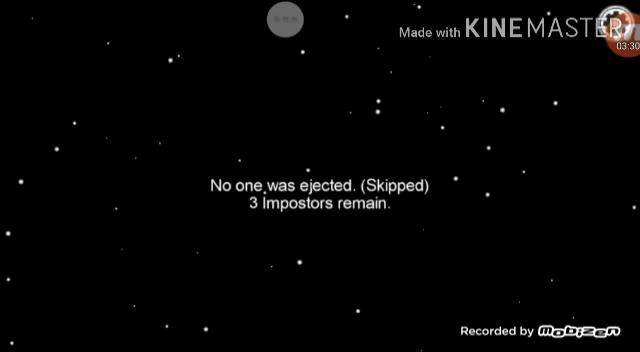 Made with KINEMASTER
03:30
No one was ejected. (Skipped)
3 Impostors remain.
Recorded by Mobizen